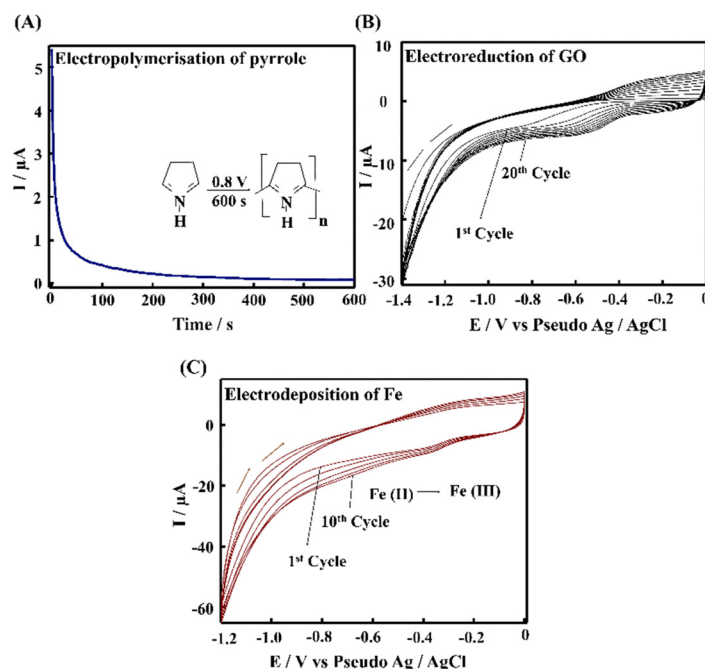 (A)
Electropolymerisation of pyrrole
I / µA
5
4
3
2
1
0
N
H
0.8 V
600 s
N
H
n
0 100 200 300 400 500 600
Time / s
(B)
Electroreduction of GO
I / µA
10
0
-10
-20
-30
20th Cycle
1st Cycle
-1.4 -1.2 -1.0 -0.8 -0.6 -0.4 -0.2 0
E / V vs Pseudo Ag / AgCl
(C)
Electrodeposition of Fe
I / µA
0
-20
-40
-60
Fe (II) Fe (III)
10th Cycle
1st Cycle
-1.2 -1.0 -0.8 -0.6 -0.4 -0.2 0
E / V vs Pseudo Ag / AgCl